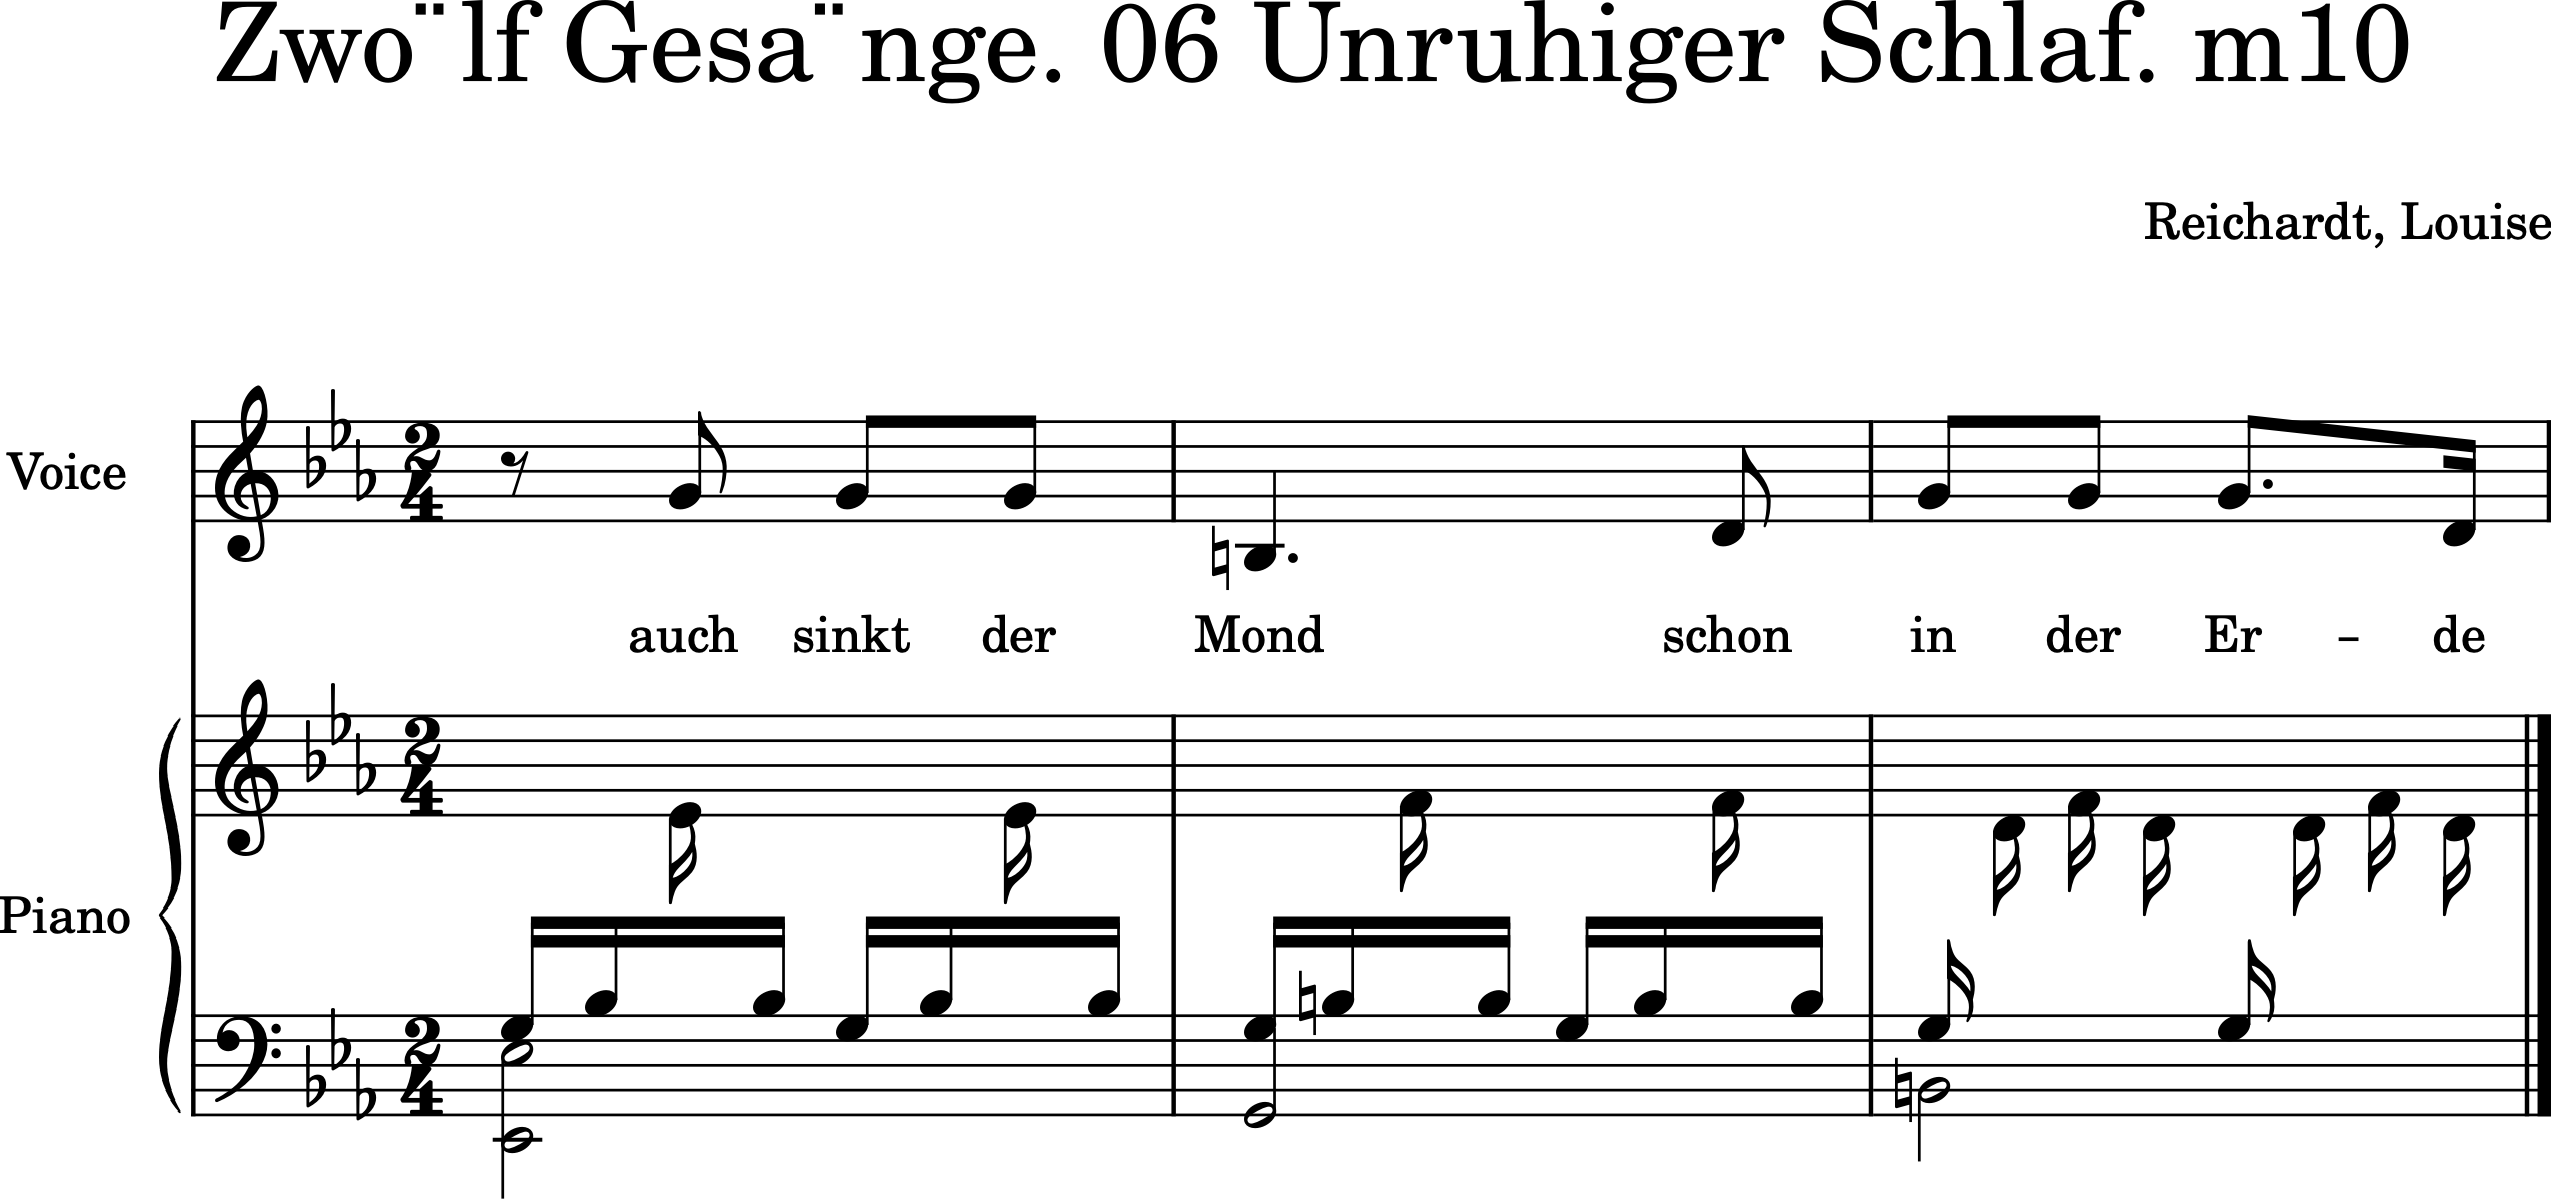 Zwo¨lf Gesa¨nge. 06 Unruhiger Schlaf. m10
Reichardt, Louise
Voice
auch sinkt der Mond schon in der Er – de
Piano